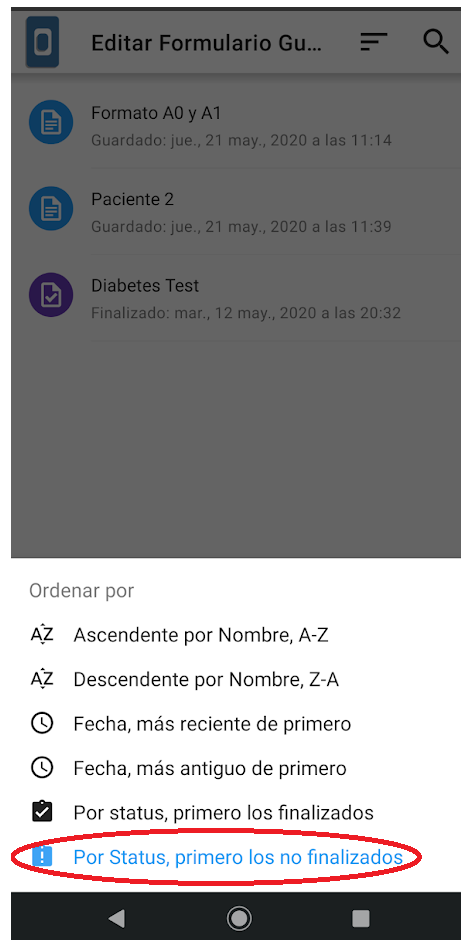 Editar Formulario Gu...
Formato A0 y A1
Guardado: jue., 21 may., 2020 a las 11:14
Paciente 2
Guardado: jue., 21 may., 2020 a las 11:39
Diabetes Test
Finalizado: mar., 12 may., 2020 a las 20:32
Ordenar por
AZ Ascendente por Nombre, A-Z
AZ Descendente por Nombre, Z-A
Fecha, más reciente de primero
Fecha, más antiguo de primero
Por status, primero los finalizados
Por Status, primero los no finalizados